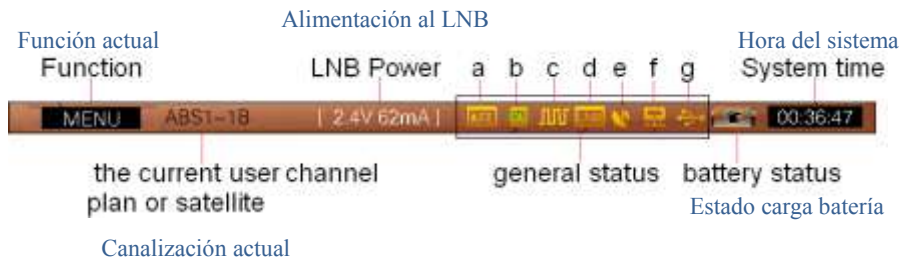 Alimentación al LNB
Función actual
Hora del sistema
Function
LNB Power
a b c d e f g
System time
MENU
ABS1-1B
| 2.4V 62mA |
00:36:47
the current user channel
plan or satellite
general status
battery status
Estado carga batería
Canalización actual